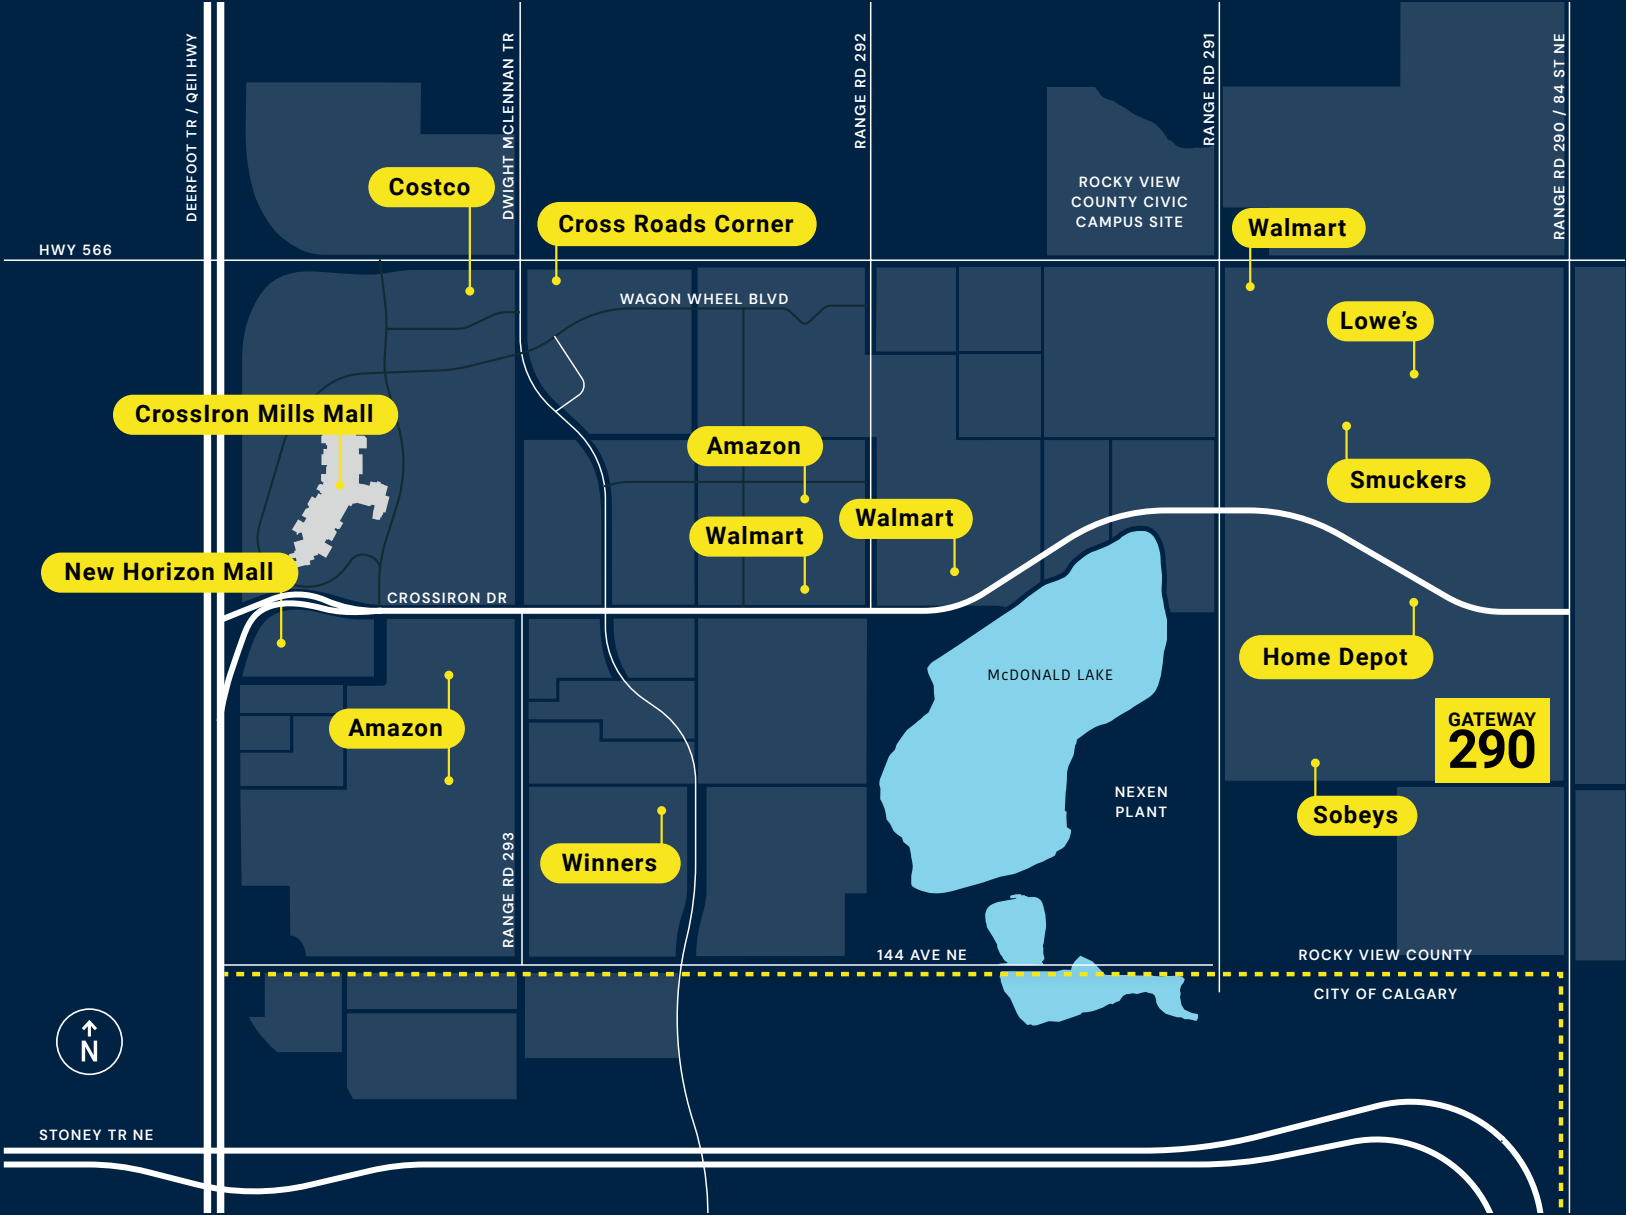 DEERFOOT TR / QEII HWY
DWIGHT MCLENNAN TR
RANGE RD 292
RANGE RD 291
RANGE RD 290 / 84 ST NE
Costco
Cross Roads Corner
ROCKY VIEW
COUNTY CIVIC
CAMPUS SITE
Walmart
HWY 566
WAGON WHEEL BLVD
Lowe’s
CrossIron Mills Mall
Amazon
Smuckers
Walmart
Walmart
New Horizon Mall
CROSSIRON DR
Home Depot
McDONALD LAKE
Amazon
GATEWAY
290
NEXEN
PLANT
Sobeys
RANGE RD 293
Winners
144 AVE NE
ROCKY VIEW COUNTY
CITY OF CALGARY
N
STONEY TR NE